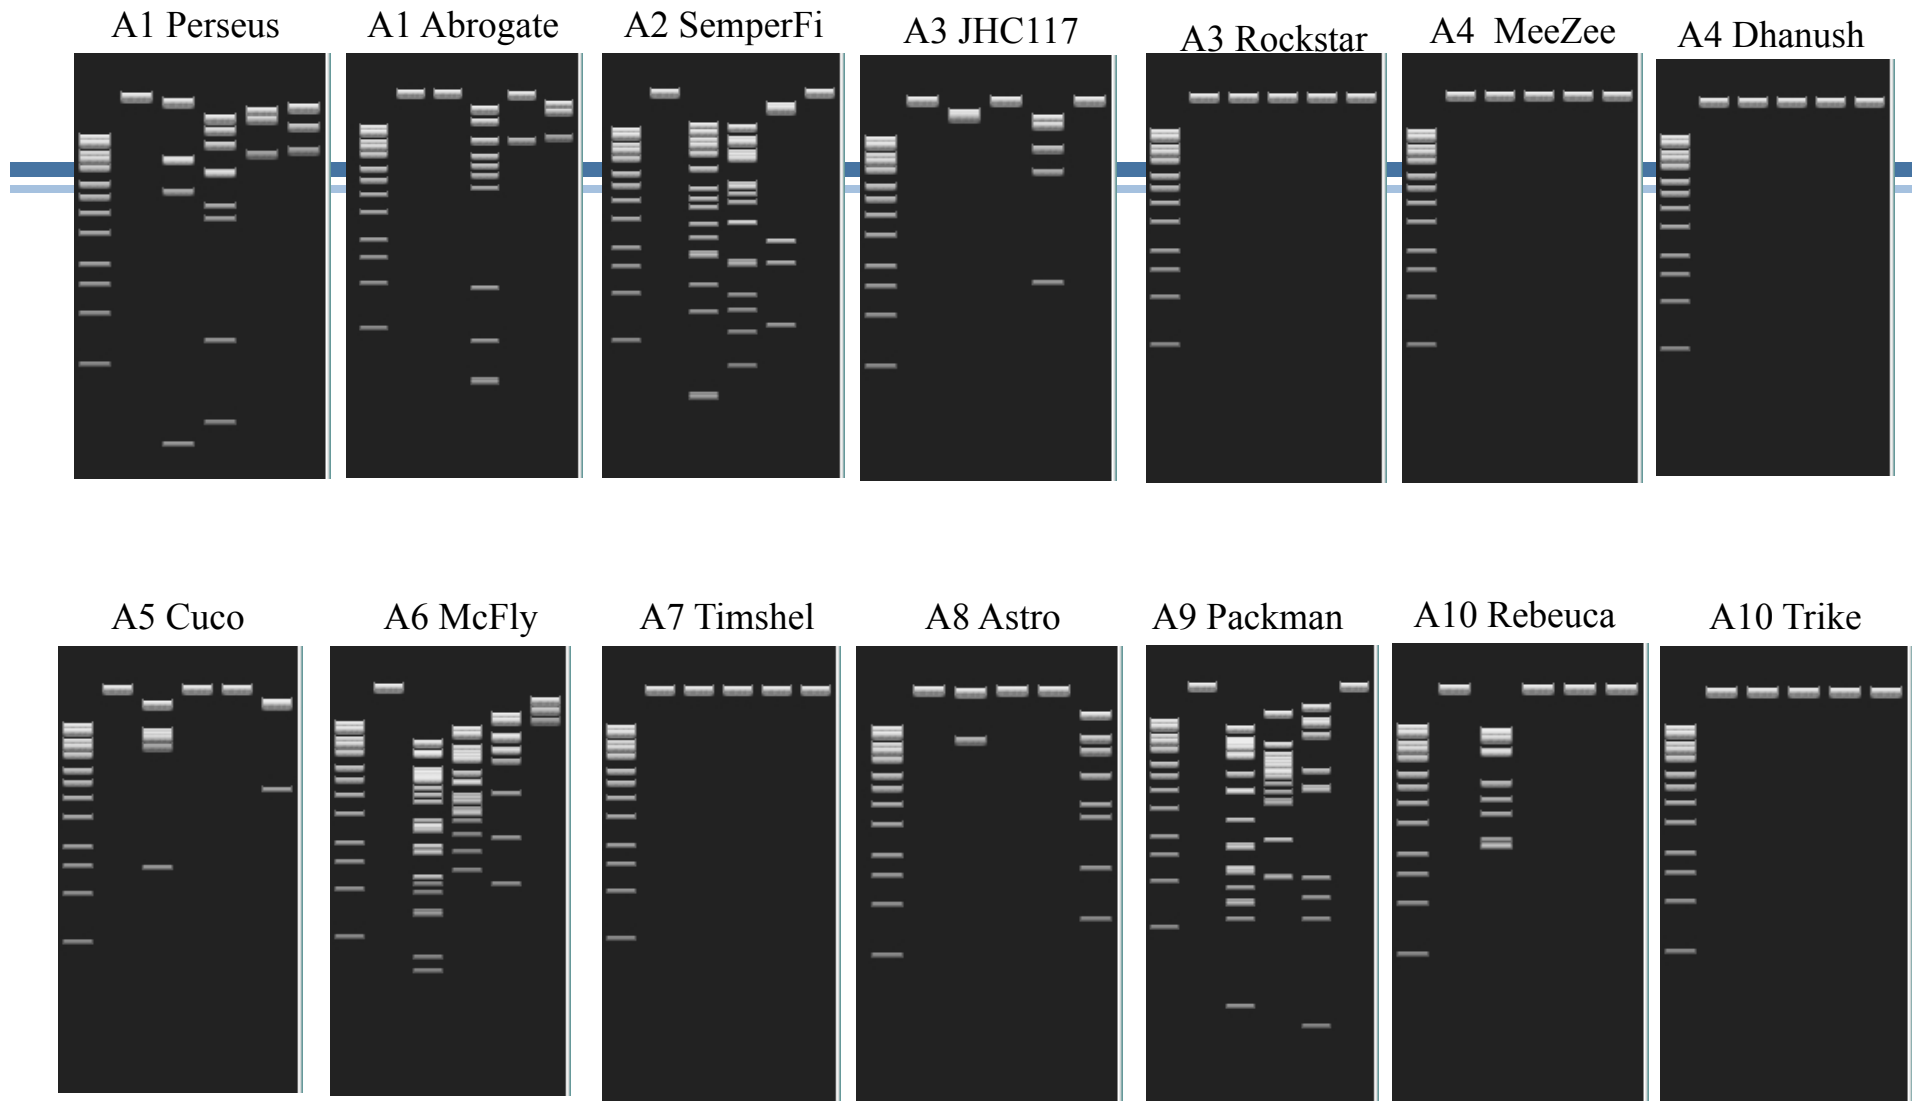 A1 Perseus
A1 Abrogate
A2 SemperFi
A3 JHC117
A3 Rockstar
A4 MeeZee
A4 Dhanush
A5 Cuco
A6 McFly
A7 Timshel
A8 Astro
A9 Packman
A10 Rebeuca
A10 Trike